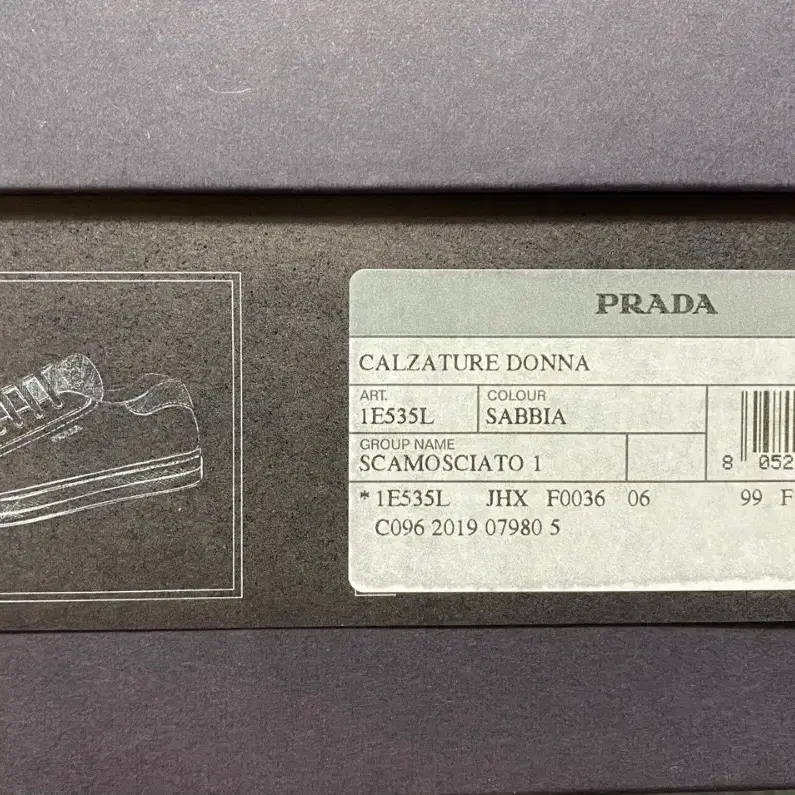 PRADA
CALZATURE DONNA
ART. COLOUR
1E535L SABBIA
GROUP NAME
SCAMOSCIATO 1
8 052
* 1E535L JHX F0036 06 99 F
C096 2019 07980 5
PRADA